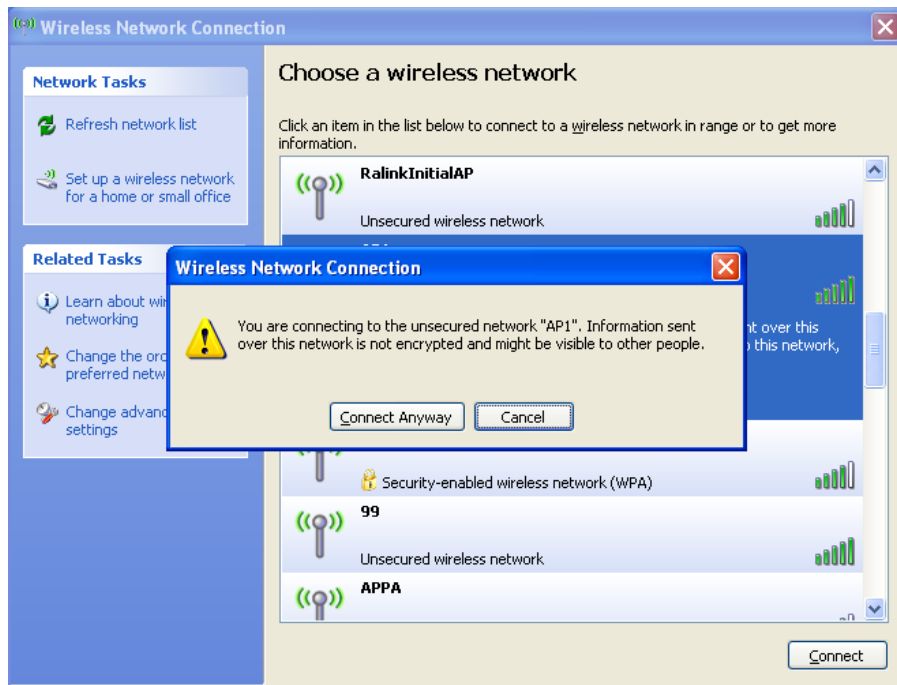 Wireless Network Connection
Network Tasks
Refresh network list
Set up a wireless network
for a home or small office
Related Tasks
Learn about
networking
Change the
preferred
Change
settings
Choose a wireless network
Click an item in the list below to connect to a wireless network in range or to get more
information.
RalinkInitialAP
Unsecured wireless network
over this
this network,
Wireless Network Connection
You are connecting to the unsecured network "AP1". Information sent
over this network is not encrypted and might be visible to other people.
Connect Anyway
Cancel
Security-enabled wireless network (WPA)
99
Unsecured wireless network
APPA
Connect